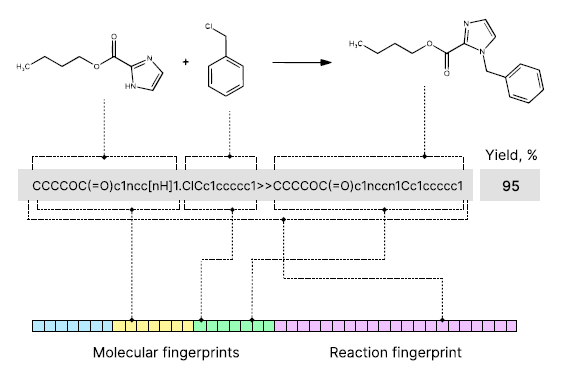 Cl
H₃C
O
O
N
HN
+
H₃C
O
O
N
N
Yield, %
CCCCOC(=O)c1ncc[nH]1.ClCc1ccccc1>>CCCCOC(=O)c1nccn1Cc1ccccc1
95
Molecular fingerprints
Reaction fingerprint